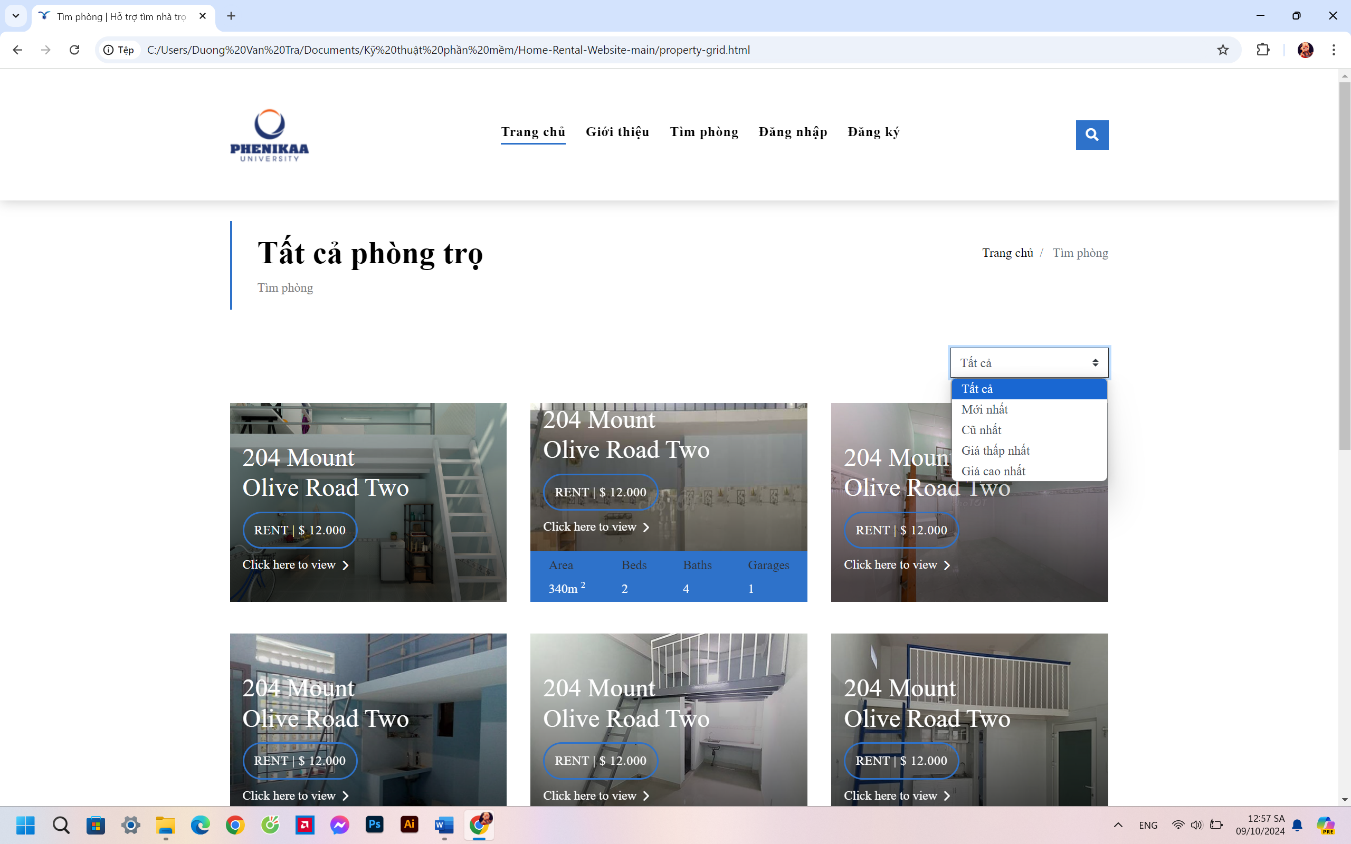 Tìm phòng | Hỗ trợ tìm nhà trọ
Tệp
C:/Users/Duong%20Van%20Tra/Documents/Kỹ%20thuật%20phần%20mềm/Home-Rental-Website-main/property-grid.html
PHENIKAA
UNIVERSITY
Trang chủ
Giới thiệu
Tìm phòng
Đăng nhập
Đăng ký
Tất cả phòng trọ
Tìm phòng
Trang chủ / Tìm phòng
Tất cả
Tất cả
Mới nhất
Cũ nhất
Giá thấp nhất
Giá cao nhất
204 Mount
Olive Road Two
RENT | $ 12.000
Click here to view
204 Mount
Olive Road Two
RENT | $ 12.000
Click here to view
Area Beds Baths Garages
340m 2 2 4 1
204 Moun
Olive Road Two
RENT | $ 12.000
Click here to view
204 Mount
Olive Road Two
RENT | $ 12.000
Click here to view
204 Mount
Olive Road Two
RENT | $ 12.000
Click here to view
204 Mount
Olive Road Two
RENT | $ 12.000
Click here to view
Ps
Ai
ENG
12:57 SA
09/10/2024
PRE